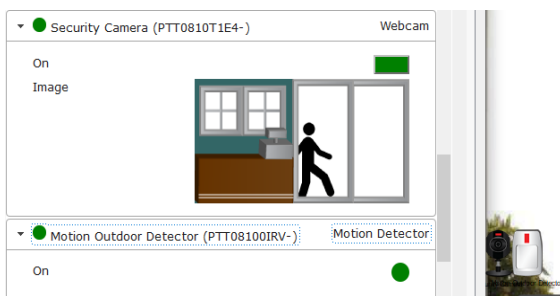 Security Camera (PTT0810T1E4-) Webcam
On
Image
Motion Outdoor Detector (PTT08100IRV-) Motion Detector
On